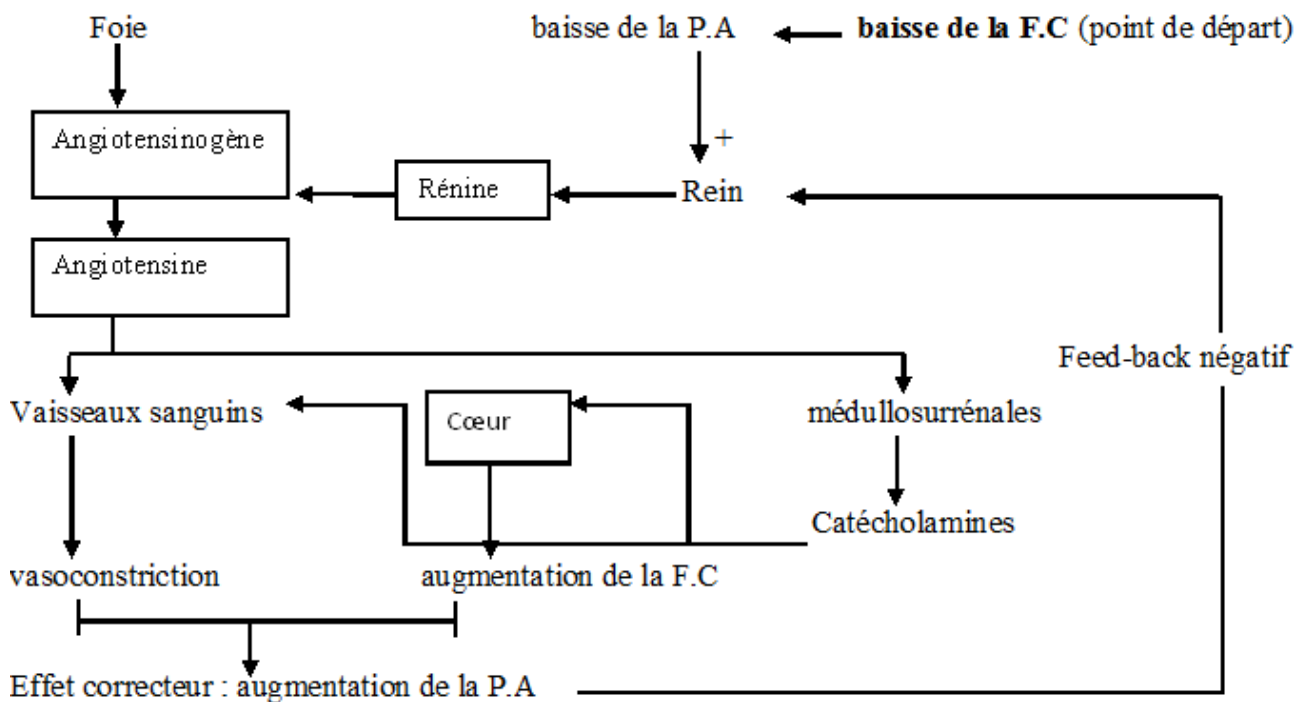 Foie
baisse de la P.A
baisse de la F.C (point de départ)
Angiotensinogène
+
Rénine
Rein
Angiotensine
Feed-back négatif
Vaisseaux sanguins
Cœur
médullosurrénales
Catécholamines
vasoconstriction
augmentation de la F.C
Effet correcteur : augmentation de la P.A